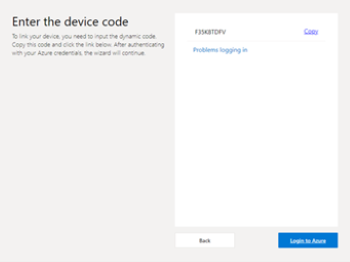 Enter the device code
To link your device, you need to input the dynamic code.
Copy this code and click the link below. After authenticating
with your Azure credentials, the wizard will continue.
F35K8TDFV Copy
Problems logging in
Back Login to Azure